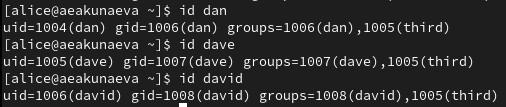 [alice@aeakunaeva ~]$ id dan
uid=1004(dan) gid=1006(dan) groups=1006(dan),1005(third)
[alice@aeakunaeva ~]$ id dave
uid=1005(dave) gid=1007(dave) groups=1007(dave),1005(third)
[alice@aeakunaeva ~]$ id david
uid=1006(david) gid=1008(david) groups=1008(david),1005(third)